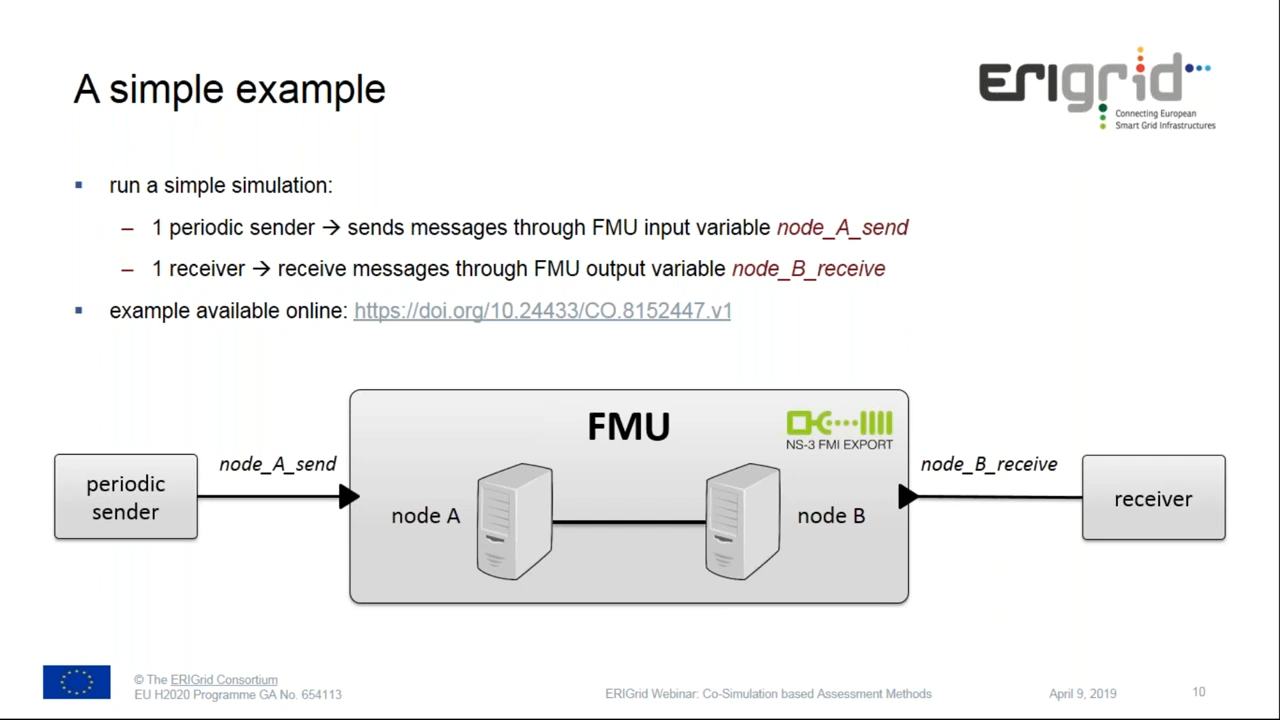 A simple example
ERIgrid
Connecting European
Smart Grid Infrastructures
▪ run a simple simulation:
– 1 periodic sender → sends messages through FMU input variable node_A_send
– 1 receiver → receive messages through FMU output variable node_B_receive
▪ example available online: https://doi.org/10.24433/CO.8152447.v1
FMU
NS-3 FMI EXPORT
periodic
sender
node_A_send
node A
node B
node_B_receive
receiver
© The ERIGrid Consortium
EU H2020 Programme GA No. 654113
ERIGrid Webinar: Co-Simulation based Assessment Methods
April 9, 2019
10